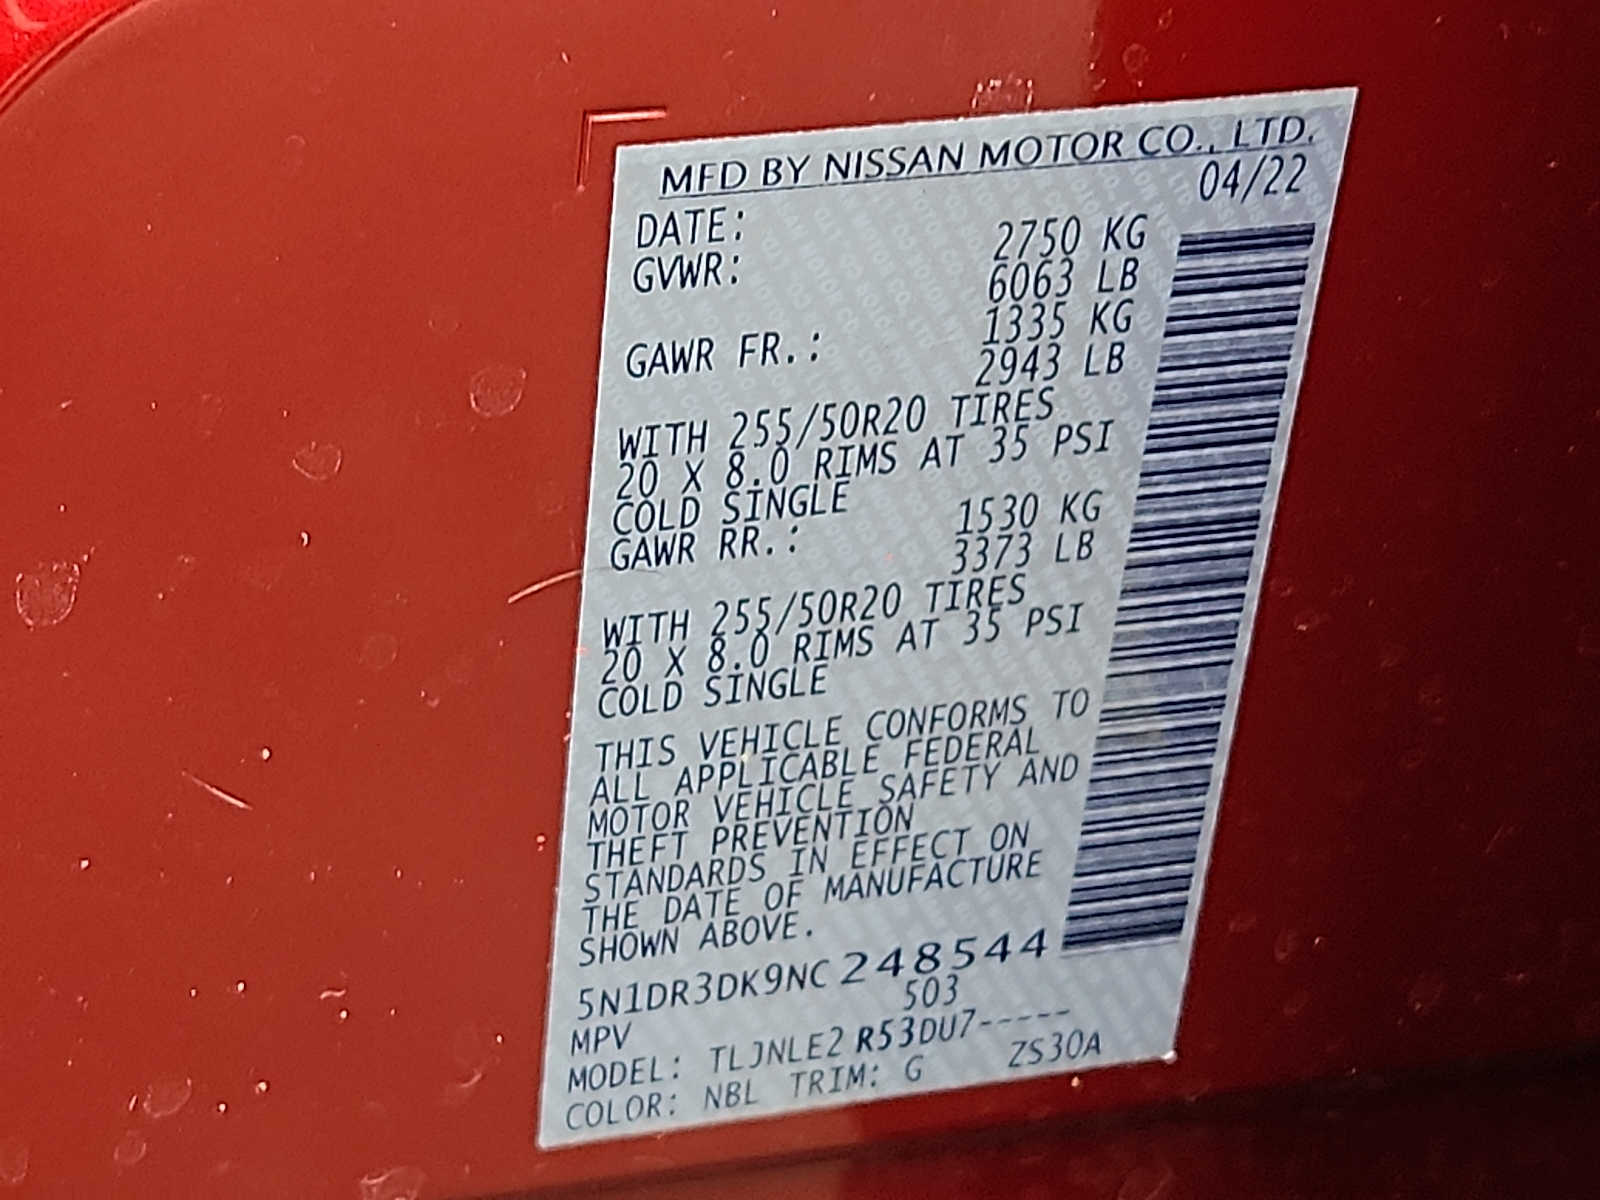 MFD BY NISSAN MOTOR CO., LTD.
DATE: 04/22
GVWR: 2750 KG
6063 LB
GAWR FR.: 1335 KG
2943 LB
WITH 255/50R20 TIRES
20 X 8.0 RIMS AT 35 PSI
COLD SINGLE
GAWR RR.: 1530 KG
3373 LB
WITH 255/50R20 TIRES
20 X 8.0 RIMS AT 35 PSI
COLD SINGLE
THIS VEHICLE CONFORMS TO
ALL APPLICABLE FEDERAL
MOTOR VEHICLE SAFETY AND
THEFT PREVENTION
STANDARDS IN EFFECT ON
THE DATE OF MANUFACTURE
SHOWN ABOVE.
5N1DR3DK9NC248544
MPV 503
MODEL: TLJNLE2 R53DU7-----
COLOR: NBL TRIM: G ZS30A